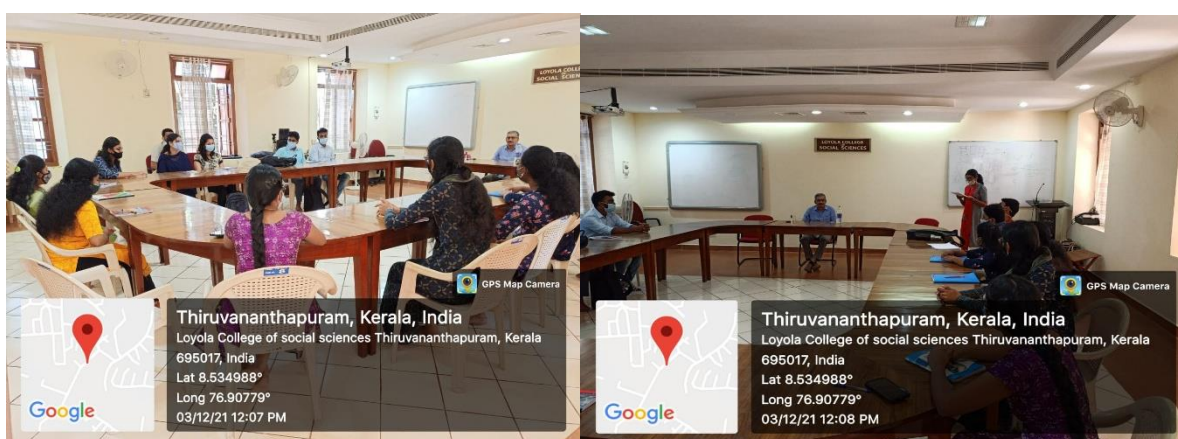 LOYOLA COLLE
SOCIAL SCIEN
GPS Map Camera
Thiruvananthapuram, Kerala, India
Loyola College of social sciences Thiruvananthapuram, Kerala
695017, India
Lat 8.534988°
Long 76.90779°
03/12/21 12:07 PM
Google
LOYOLA COLLEGE
OF
SOCIAL SCIENCES
GPS Map Camera
Thiruvananthapuram, Kerala, India
Loyola College of social sciences Thiruvananthapuram, Kerala
695017, India
Lat 8.534988°
Long 76.90779°
03/12/21 12:08 PM
Google